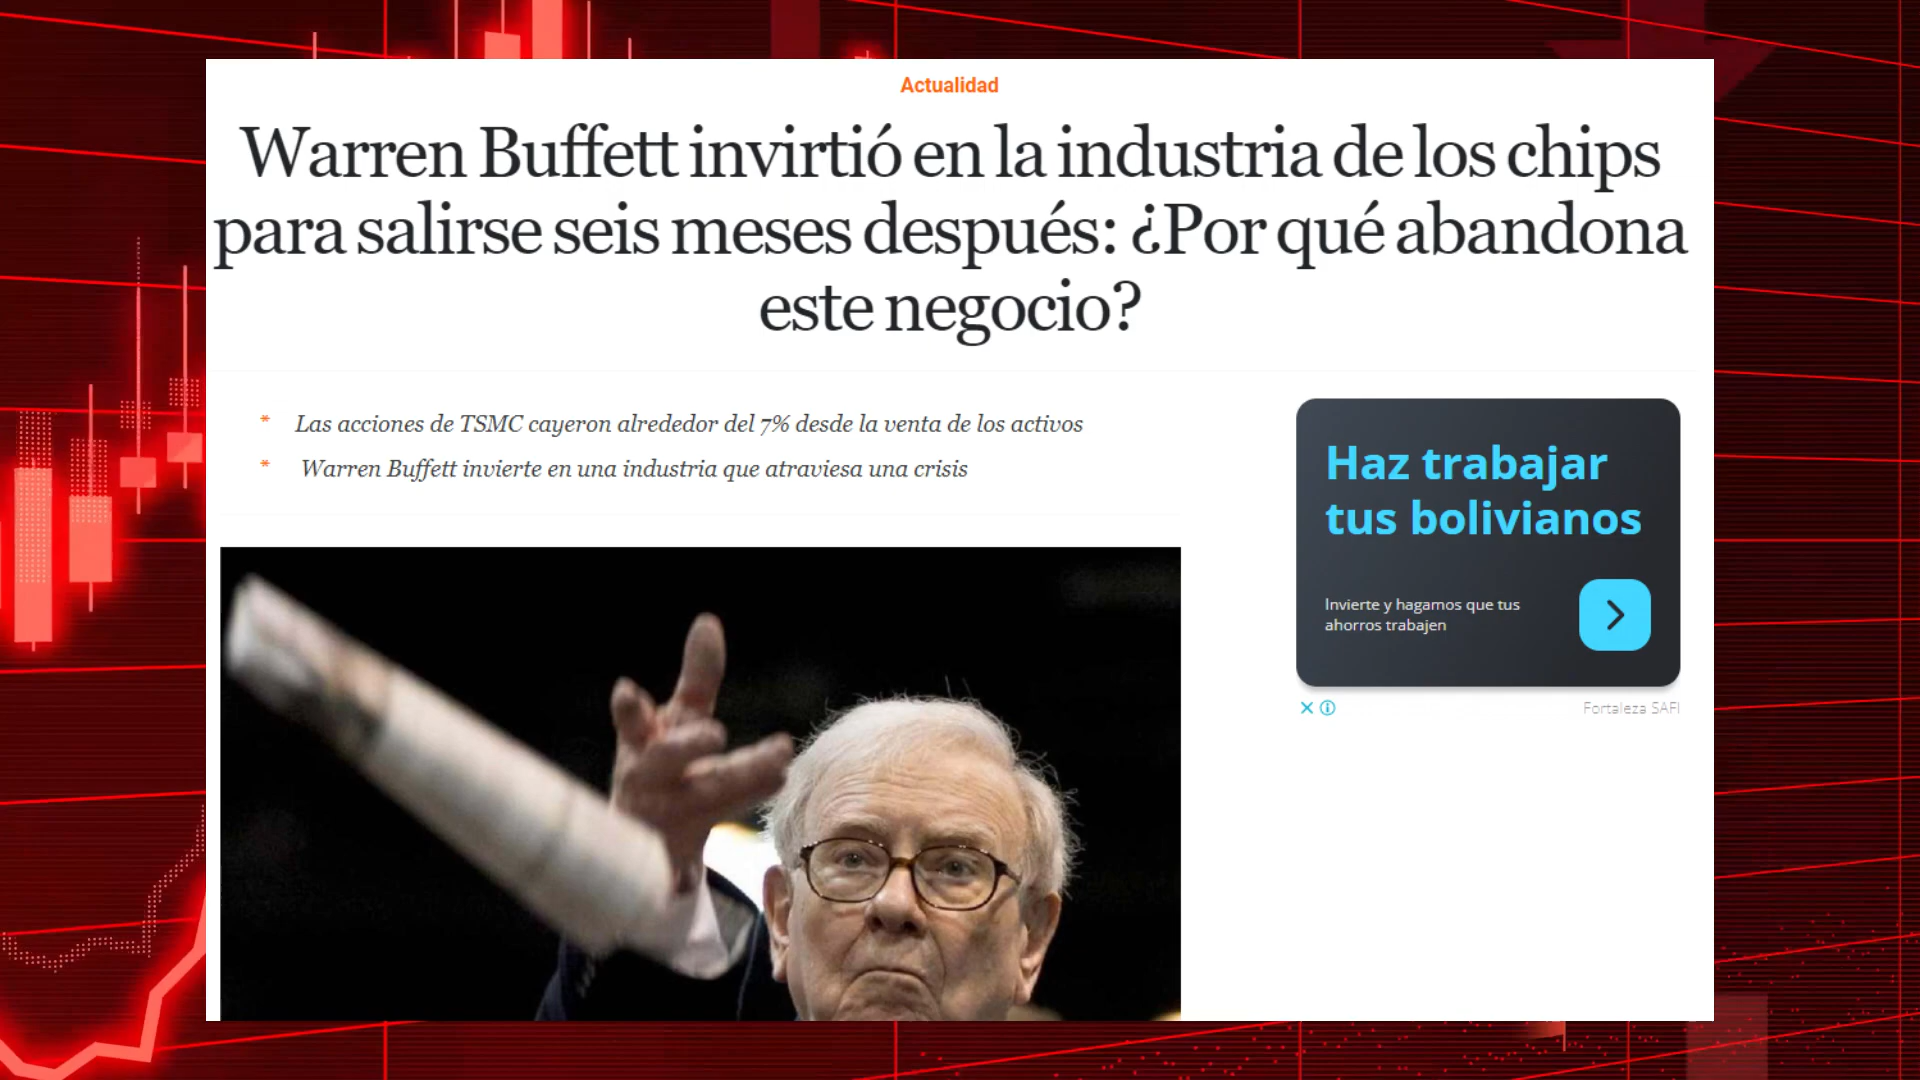 Actualidad
Warren Buffett invirtió en la industria de los chips
para salirse seis meses después: ¿Por qué abandona
este negocio?
* Las acciones de TSMC cayeron alrededor del 7% desde la venta de los activos
* Warren Buffett invierte en una industria que atraviesa una crisis
Haz trabajar
tus bolivianos
Invierte y hagamos que tus
ahorros trabajen
Fortaleza SAFI